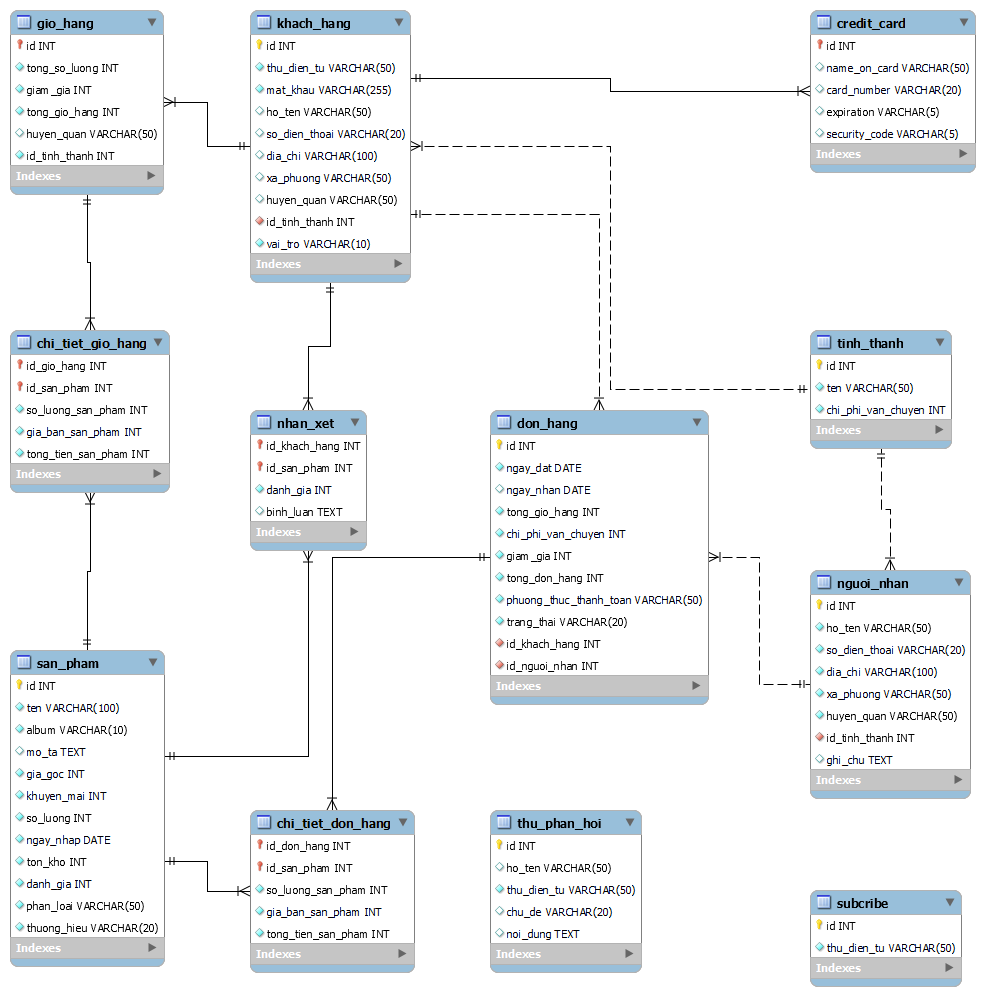 gio_hang
id INT
tong_so_luong INT
giam_gia INT
tong_gio_hang INT
huyen_quan VARCHAR(50)
id_tinh_thanh INT
Indexes
khach_hang
id INT
thu_dien_tu VARCHAR(50)
mat_khau VARCHAR(255)
ho_ten VARCHAR(50)
so_dien_thoai VARCHAR(20)
dia_chi VARCHAR(100)
xa_phuong VARCHAR(50)
huyen_quan VARCHAR(50)
id_tinh_thanh INT
vai_tro VARCHAR(10)
Indexes
credit_card
id INT
name_on_card VARCHAR(50)
card_number VARCHAR(20)
expiration VARCHAR(5)
security_code VARCHAR(5)
Indexes
chi_tiet_gio_hang
id_gio_hang INT
id_san_pham INT
so_luong_san_pham INT
gia_ban_san_pham INT
tong_tien_san_pham INT
Indexes
nhan_xet
id_khach_hang INT
id_san_pham INT
danh_gia INT
binh_luan TEXT
Indexes
don_hang
id INT
ngay_dat DATE
ngay_nhan DATE
tong_gio_hang INT
chi_phi_van_chuyen INT
giam_gia INT
tong_don_hang INT
phuong_thuc_thanh_toan VARCHAR(50)
trang_thai VARCHAR(20)
id_khach_hang INT
id_nguoi_nhan INT
Indexes
tinh_thanh
id INT
ten VARCHAR(50)
chi_phi_van_chuyen INT
Indexes
nguoi_nhan
id INT
ho_ten VARCHAR(50)
so_dien_thoai VARCHAR(20)
dia_chi VARCHAR(100)
xa_phuong VARCHAR(50)
huyen_quan VARCHAR(50)
id_tinh_thanh INT
ghi_chu TEXT
Indexes
san_pham
id INT
ten VARCHAR(100)
album VARCHAR(10)
mo_ta TEXT
gia_goc INT
khuyen_mai INT
so_luong INT
ngay_nhap DATE
ton_kho INT
danh_gia INT
phan_loai VARCHAR(50)
thuong_hieu VARCHAR(20)
Indexes
chi_tiet_don_hang
id_don_hang INT
id_san_pham INT
so_luong_san_pham INT
gia_ban_san_pham INT
tong_tien_san_pham INT
Indexes
thu_phan_hoi
id INT
ho_ten VARCHAR(50)
thu_dien_tu VARCHAR(50)
chu_de VARCHAR(20)
noi_dung TEXT
Indexes
subcribe
id INT
thu_dien_tu VARCHAR(50)
Indexes